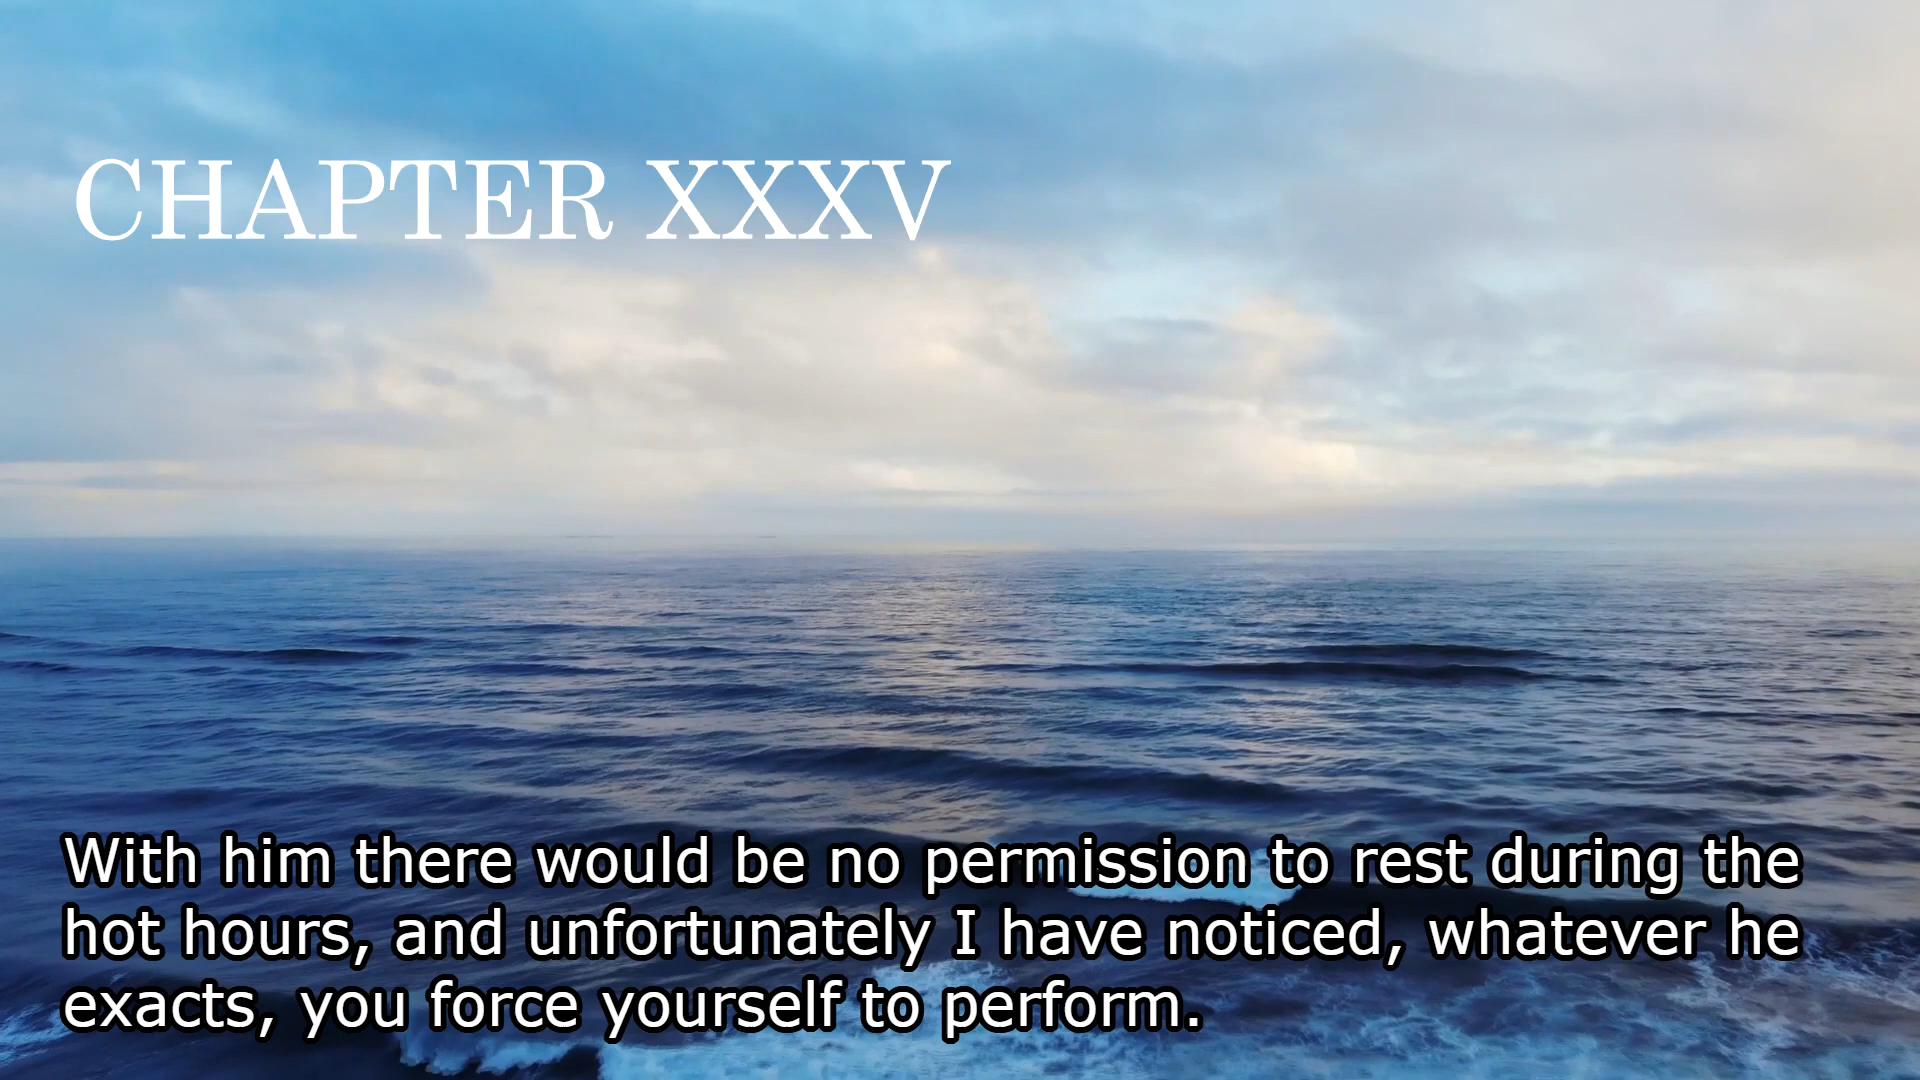 CHAPTER XXXV
With him there would be no permission to rest during the
hot hours, and unfortunately I have noticed, whatever he
exacts, you force yourself to perform.